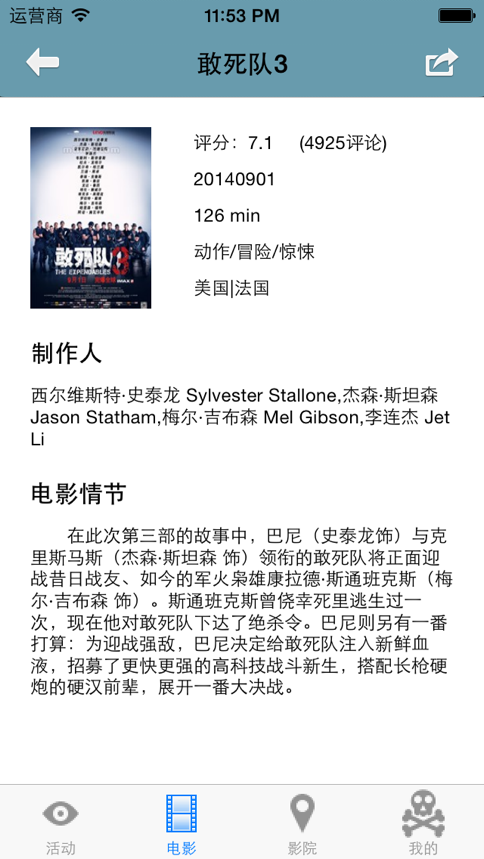 运营商 11:53 PM
敢死队3
敢死队3
THE EXPENDABLES
评分：7.1 (4925评论)
20140901
126 min
动作/冒险/惊悚
美国|法国
制作人
西尔维斯特·史泰龙 Sylvester Stallone,杰森·斯坦森
Jason Statham,梅尔·吉布森 Mel Gibson,李连杰 Jet
Li
电影情节
在此次第三部的故事中，巴尼（史泰龙饰）与克
里斯马斯（杰森·斯坦森 饰）领衔的敢死队将正面迎
战昔日战友、如今的军火枭雄康拉德·斯通班克斯（梅
尔·吉布森 饰）。斯通班克斯曾侥幸死里逃生过一
次，现在他对敢死队下达了绝杀令。巴尼则另有一番
打算：为迎战强敌，巴尼决定给敢死队注入新鲜血
液，招募了更快更强的高科技战斗新生，搭配长枪硬
炮的硬汉前辈，展开一番大决战。
活动 电影 影院 我的